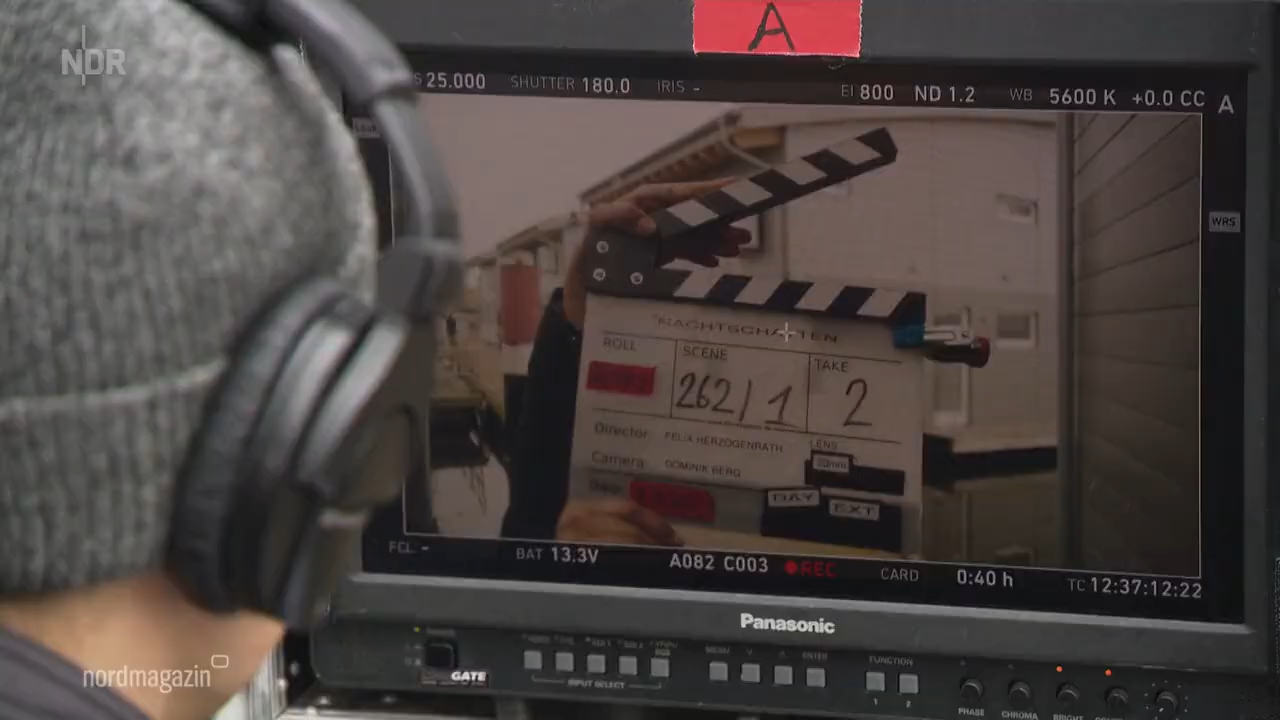 NDR
A
25.000 SHUTTER 180.0 IRIS - EI 800 ND 1.2 WB 5600 K +0.0 CC A
WRS
"NACHTSCHATTEN
ROLL SCENE TAKE
262/1 2
Director: FELIX HERZOGENRATH
LENS
Camera: DOMINIK BERG
DAY
EXT
FCL - BAT 13.3V A082 C003 REC CARD 0:40 h TC 12:37:12:22
Panasonic
GATE
INPUT SELECT
MENU
ENTER
FUNCTION
1 2
PHASE CHROMA BRIGHT
nordmagazin